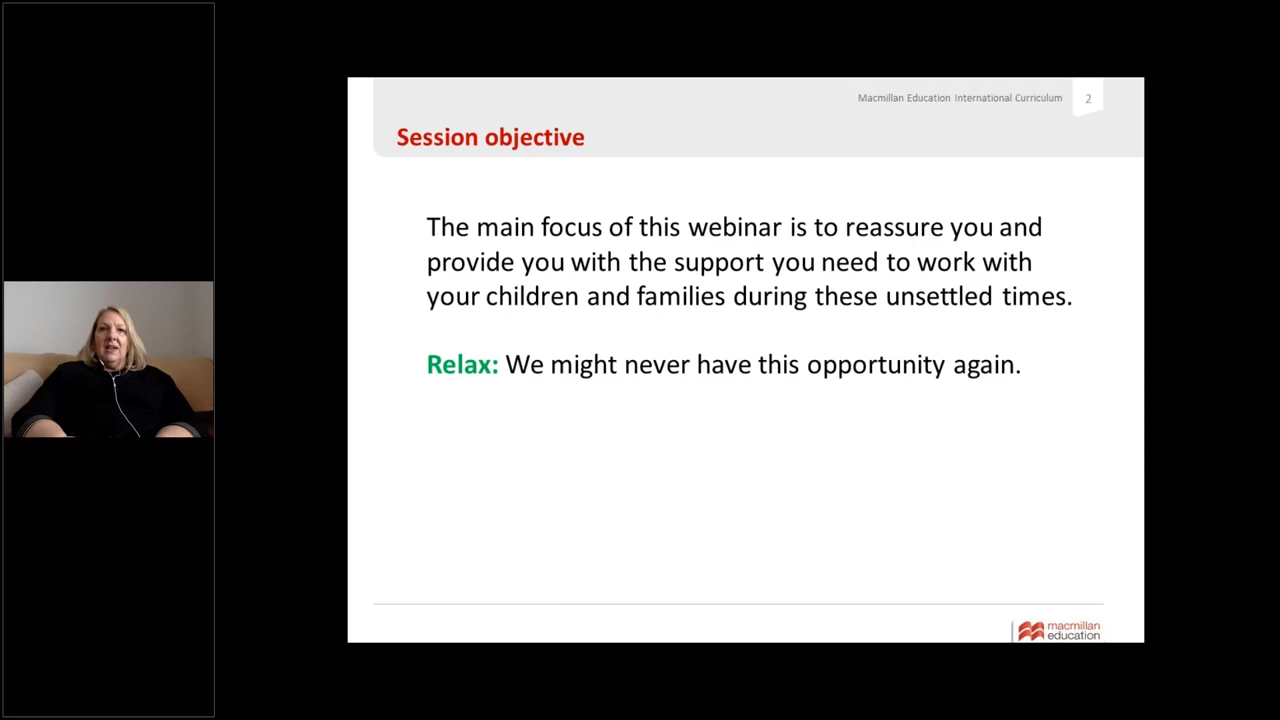 Macmillan Education International Curriculum
2
Session objective
The main focus of this webinar is to reassure you and
provide you with the support you need to work with
your children and families during these unsettled times.
Relax: We might never have this opportunity again.
macmillan
education